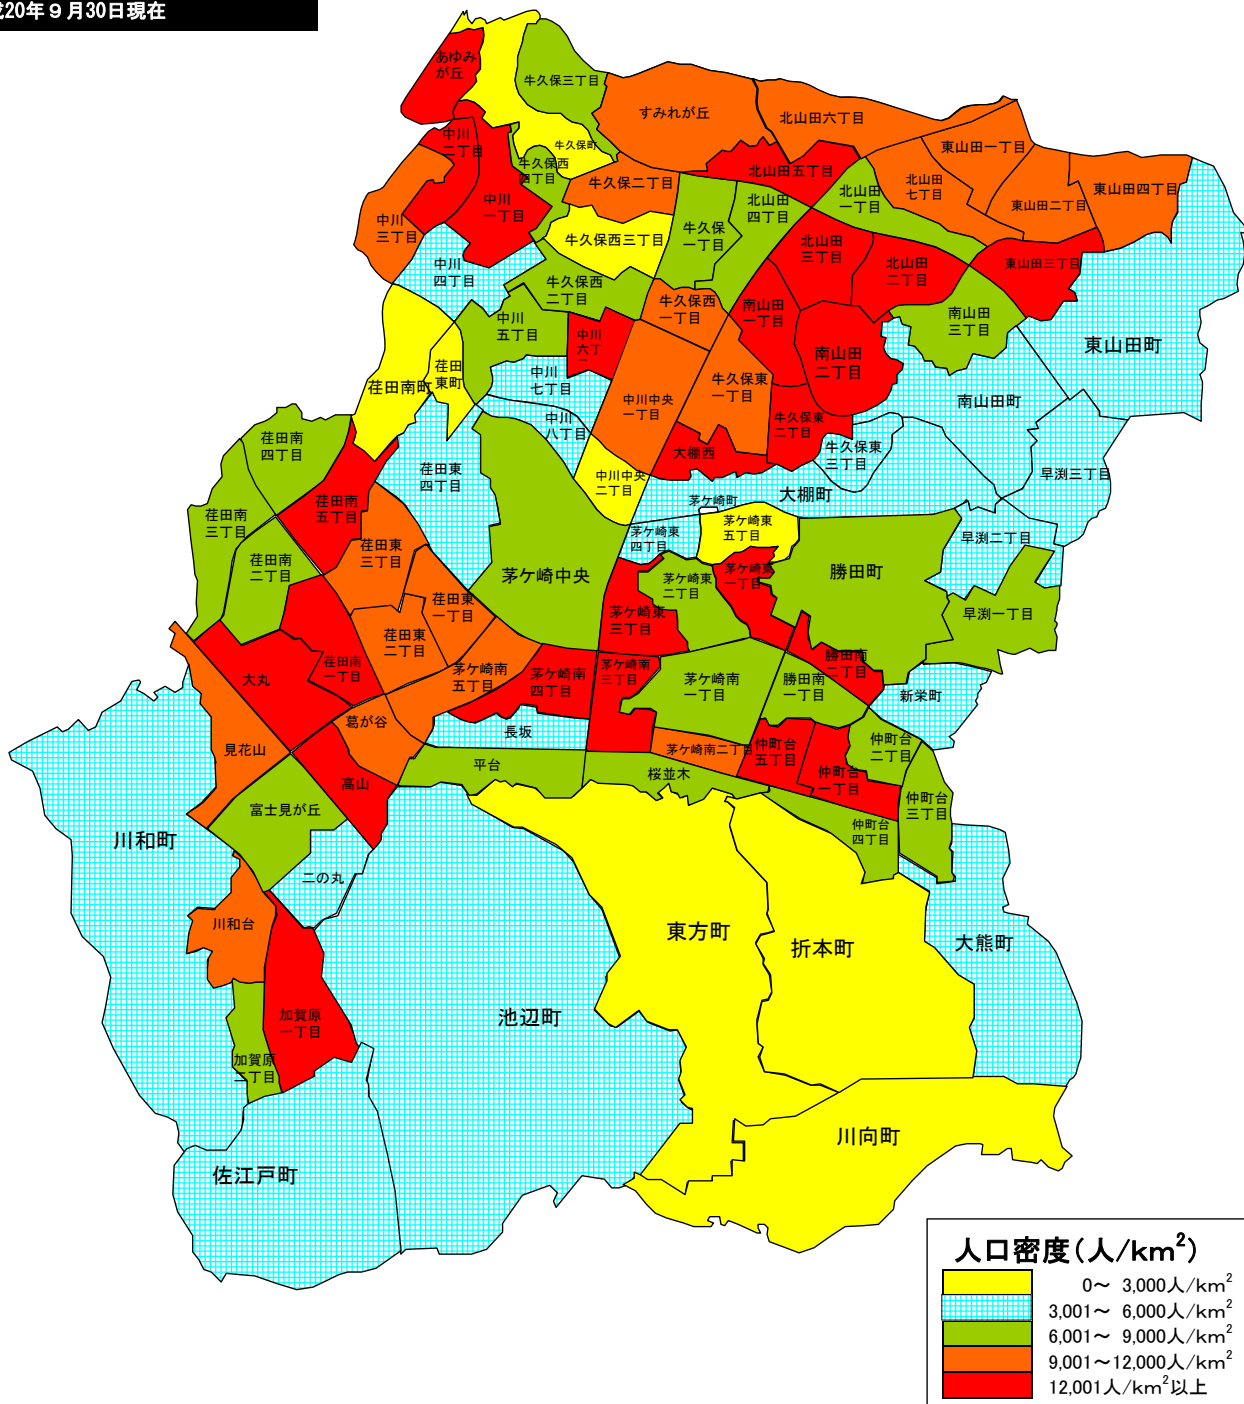 20年９月30日現在
あゆみ
が丘
牛久保三丁目
すみれが丘
北山田六丁目
中川
二丁目
牛久保町
東山田一丁目
牛久保西
四丁目
北山田五丁目
牛久保二丁目
北山田
七丁目
東山田四丁目
北山田
一丁目
中川
一丁目
北山田
四丁目
東山田二丁目
中川
三丁目
牛久保
一丁目
牛久保西三丁目
北山田
三丁目
中川
四丁目
北山田
二丁目
東山田三丁目
牛久保西
二丁目
牛久保西
一丁目
南山田
一丁目
南山田
三丁目
中川
五丁目
中川
六丁
東山田町
南山田
二丁目
荏田
東町
荏田南町
中川
七丁目
牛久保東
一丁目
中川中央
一丁目
南山田町
中川
八丁目
牛久保東
二丁目
荏田南
四丁目
牛久保東
三丁目
大棚西
荏田東
四丁目
中川中央
二丁目
早渕三丁目
大棚町
荏田南
五丁目
茅ケ崎町
荏田南
三丁目
茅ケ崎東
五丁目
茅ケ崎東
四丁目
早渕二丁目
荏田東
三丁目
荏田南
二丁目
茅ケ崎中央
茅ケ崎東
一丁目
勝田町
茅ケ崎東
二丁目
荏田東
一丁目
茅ケ崎東
三丁目
早渕一丁目
荏田東
二丁目
荏田南
一丁目
勝田南
二丁目
大丸
茅ケ崎南
五丁目
茅ケ崎南
四丁目
茅ケ崎南
三丁目
茅ケ崎南
一丁目
勝田南
一丁目
新栄町
葛が谷
長坂
見花山
茅ケ崎南二丁目
仲町台
五丁目
仲町台
二丁目
平台
桜並木
仲町台
一丁目
高山
富士見が丘
仲町台
三丁目
仲町台
四丁目
川和町
二の丸
川和台
東方町
折本町
大熊町
池辺町
加賀原
一丁目
加賀原
二丁目
川向町
佐江戸町
人口密度(人/km²)
0～ 3,000人/km²
3,001～ 6,000人/km²
6,001～ 9,000人/km²
9,001～12,000人/km²
12,001人/km²以上